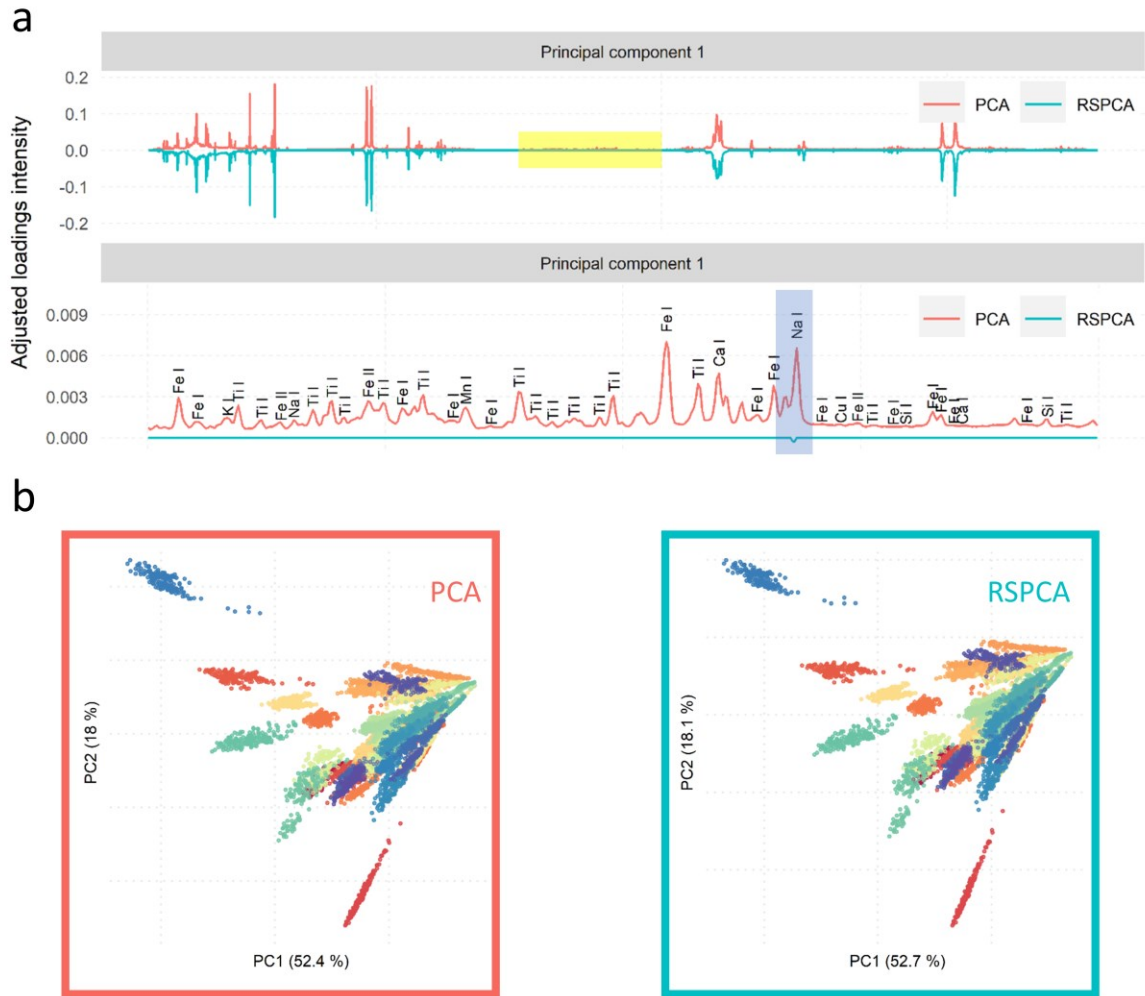 a
Principal component 1
Adjusted loadings intensity
0.2
0.1
0.0
-0.1
-0.2
PCA
RSPCA
Principal component 1
0.009
0.006
0.003
0.000
PCA
RSPCA
Fe I
Fe I
K I
Ti I
Ti I
Fe II
Na I
Ti I
Ti I
Ti I
Fe II
Ti I
Fe I
Ti I
Fe I
Mn I
Fe I
Ti I
Ti I
Ti I
Ti I
Ti I
Ti I
Fe I
Ti I
Ca I
Fe I
Fe I
Na I
Fe I
Cu I
Fe II
Ti I
Fe I
Si I
Fe I
Fe I
Fe I
Ca I
Fe I
Si I
Ti I
b
PCA
PC2 (18 %)
PC1 (52.4 %)
RSPCA
PC2 (18.1 %)
PC1 (52.7 %)